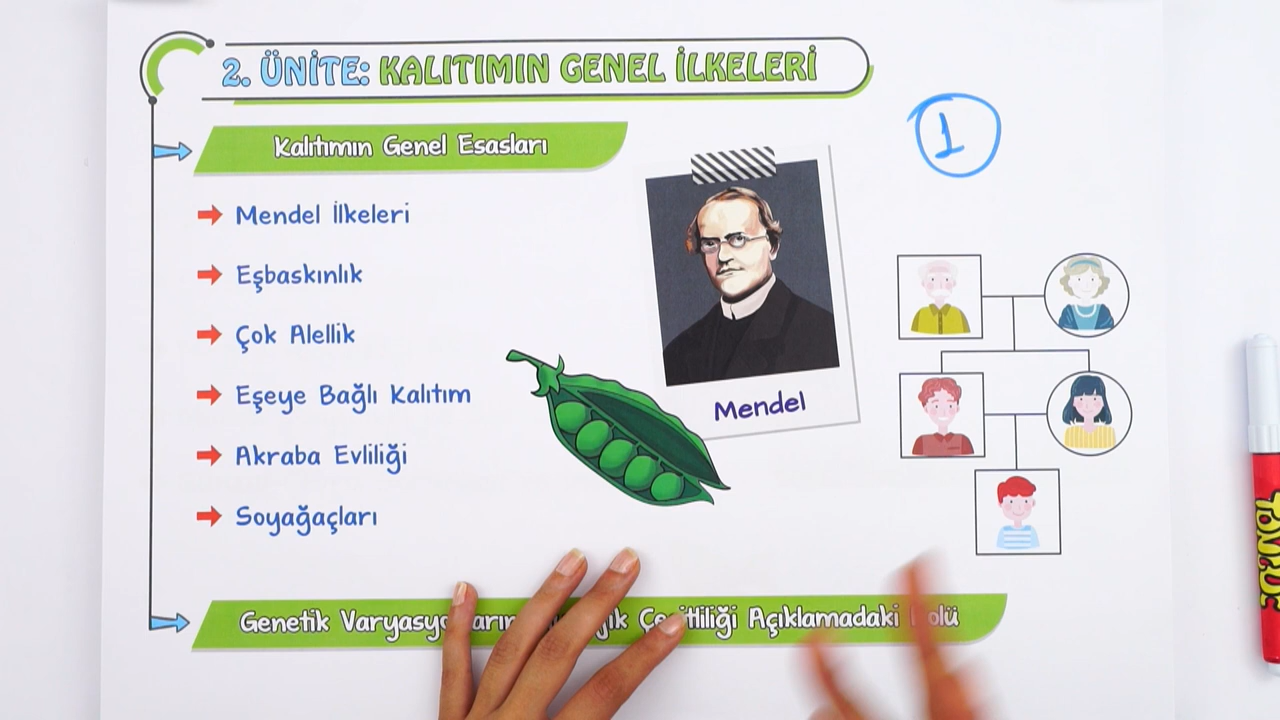 2. ÜNİTE: KALITIMIN GENEL İLKELERİ
1
Kalıtımın Genel Esasları
Mendel İlkeleri
Eşbaskınlık
Çok Alellik
Eşeye Bağlı Kalıtım
Akraba Evliliği
Soyağaçları
Mendel
Genetik Açıklamadaki